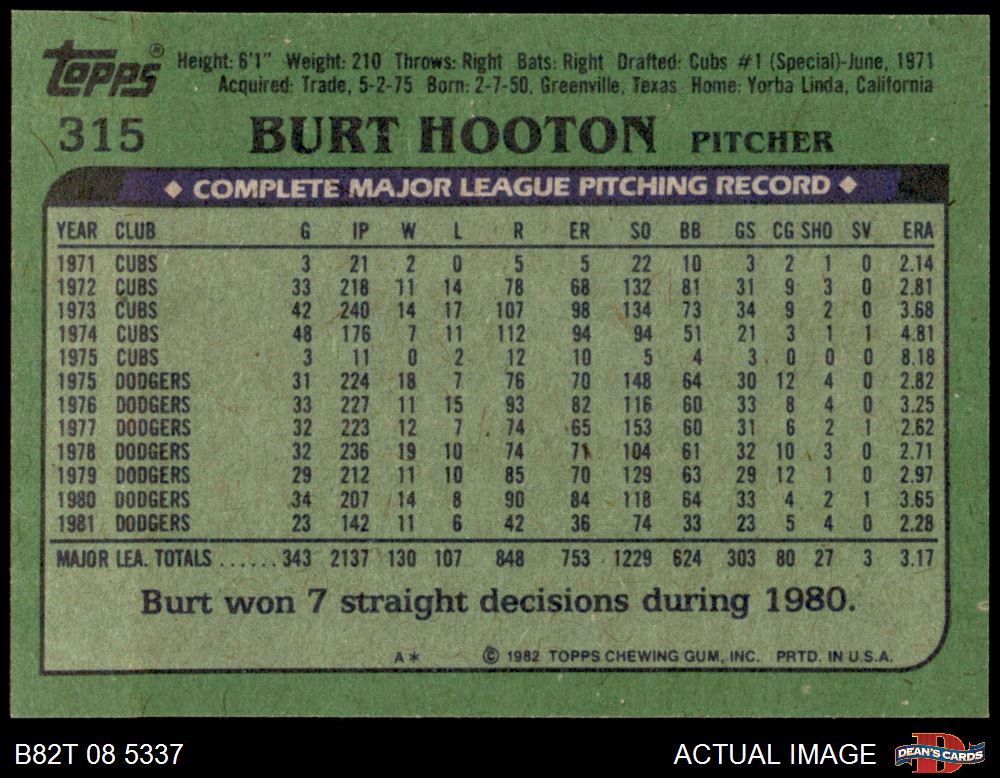 Topps® Height: 6'1" Weight: 210 Throws: Right Bats: Right Drafted: Cubs #1 (Special)-June, 1971
Acquired: Trade, 5-2-75 Born: 2-7-50, Greenville, Texas Home: Yorba Linda, California
315 BURT HOOTON PITCHER
◆ COMPLETE MAJOR LEAGUE PITCHING RECORD ◆
YEAR CLUB G IP W L R ER SO BB GS CG SHO SV ERA
1971 CUBS 3 21 2 0 5 5 22 10 3 2 1 0 2.14
1972 CUBS 33 218 11 14 78 68 132 81 31 9 3 0 2.81
1973 CUBS 42 240 14 17 107 98 134 73 34 9 2 0 3.68
1974 CUBS 48 176 7 11 112 94 94 51 21 3 1 1 4.81
1975 CUBS 3 11 0 2 12 10 5 4 3 0 0 0 8.18
1975 DODGERS 31 224 18 7 76 70 148 64 30 12 4 0 2.82
1976 DODGERS 33 227 11 15 93 82 116 60 33 8 4 0 3.25
1977 DODGERS 32 223 12 7 74 65 153 60 31 6 2 1 2.62
1978 DODGERS 32 236 19 10 74 71 104 61 32 10 3 0 2.71
1979 DODGERS 29 212 11 10 85 70 129 63 29 12 1 0 2.97
1980 DODGERS 34 207 14 8 90 84 118 64 33 4 2 1 3.65
1981 DODGERS 23 142 11 6 42 36 74 33 23 5 4 0 2.28
MAJOR LEA. TOTALS ......343 2137 130 107 848 753 1229 624 303 80 27 3 3.17
Burt won 7 straight decisions during 1980.
A* © 1982 TOPPS CHEWING GUM, INC. PRTD. IN U.S.A.
B82T 08 5337 ACTUAL IMAGE D DEAN'S CARDS